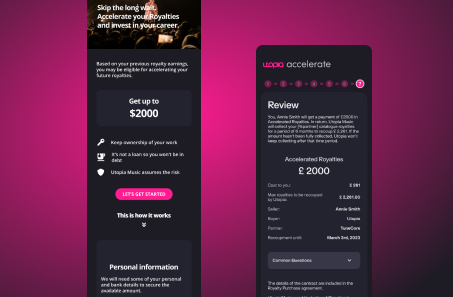 Skip the long wait.
Accelerate your Royalties
and invest in your career.
Based on your previous royalty earnings,
you may be eligible for accelerating your
future royalties.
Get up to
$2000
Keep ownership of your work
It's not a loan so you won't be in
debt
Utopia Music assumes the risk
LET'S GET STARTED
This is how it works
Personal information
We will need some of your personal
and bank details to secure the
available amount.
utopia accelerate
1 2 3 4 5 6 7
Review
You, Annie Smith will get a payment of £2000 in
Accelerated Royalties. In return, Utopia Music
will collect your catalogue royalties
for a period of 6 months to recoup £ 2,261. If the
amount hasn't been fully collected, Utopia won't
keep collecting after that time period.
Accelerated Royalties
£ 2000
Cost to you: £ 261
Max royalties to be recouped
by Utopia: £ 2,261.00
Seller: Annie Smith
Buyer: Utopia
Partner: TuneCore
Recoupment until: March 3rd, 2023
Common Questions
The details of the contract are included in the
Royalty Purchase agreement